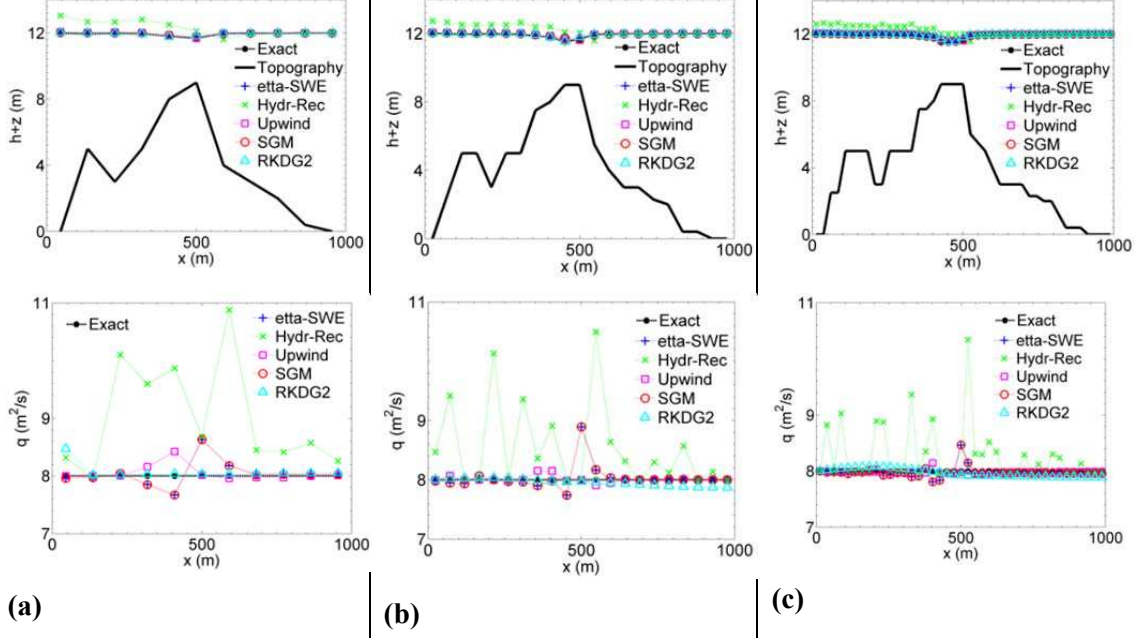 12
8
4
0
h+z (m)
Exact
Topography
etta-SWE
Hydr-Rec
Upwind
SGM
RKDG2
0
500
1000
x (m)
12
8
4
0
h+z (m)
Exact
Topography
etta-SWE
Hydr-Rec
Upwind
SGM
RKDG2
0
500
1000
x (m)
12
8
4
0
h+z (m)
Exact
Topography
etta-SWE
Hydr-Rec
Upwind
SGM
RKDG2
0
500
1000
x (m)
11
9
8
7
q (m²/s)
Exact
etta-SWE
Hydr-Rec
Upwind
SGM
RKDG2
0
500
1000
x (m)
(a)
11
9
8
7
q (m²/s)
Exact
etta-SWE
Hydr-Rec
Upwind
SGM
RKDG2
0
500
1000
x (m)
(b)
11
9
8
7
q (m²/s)
Exact
etta-SWE
Hydr-Rec
Upwind
SGM
RKDG2
0
500
1000
x (m)
(c)